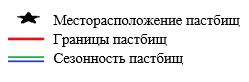 Месторасположение пастбищ
Границы пастбищ
Сезонность пастбищ